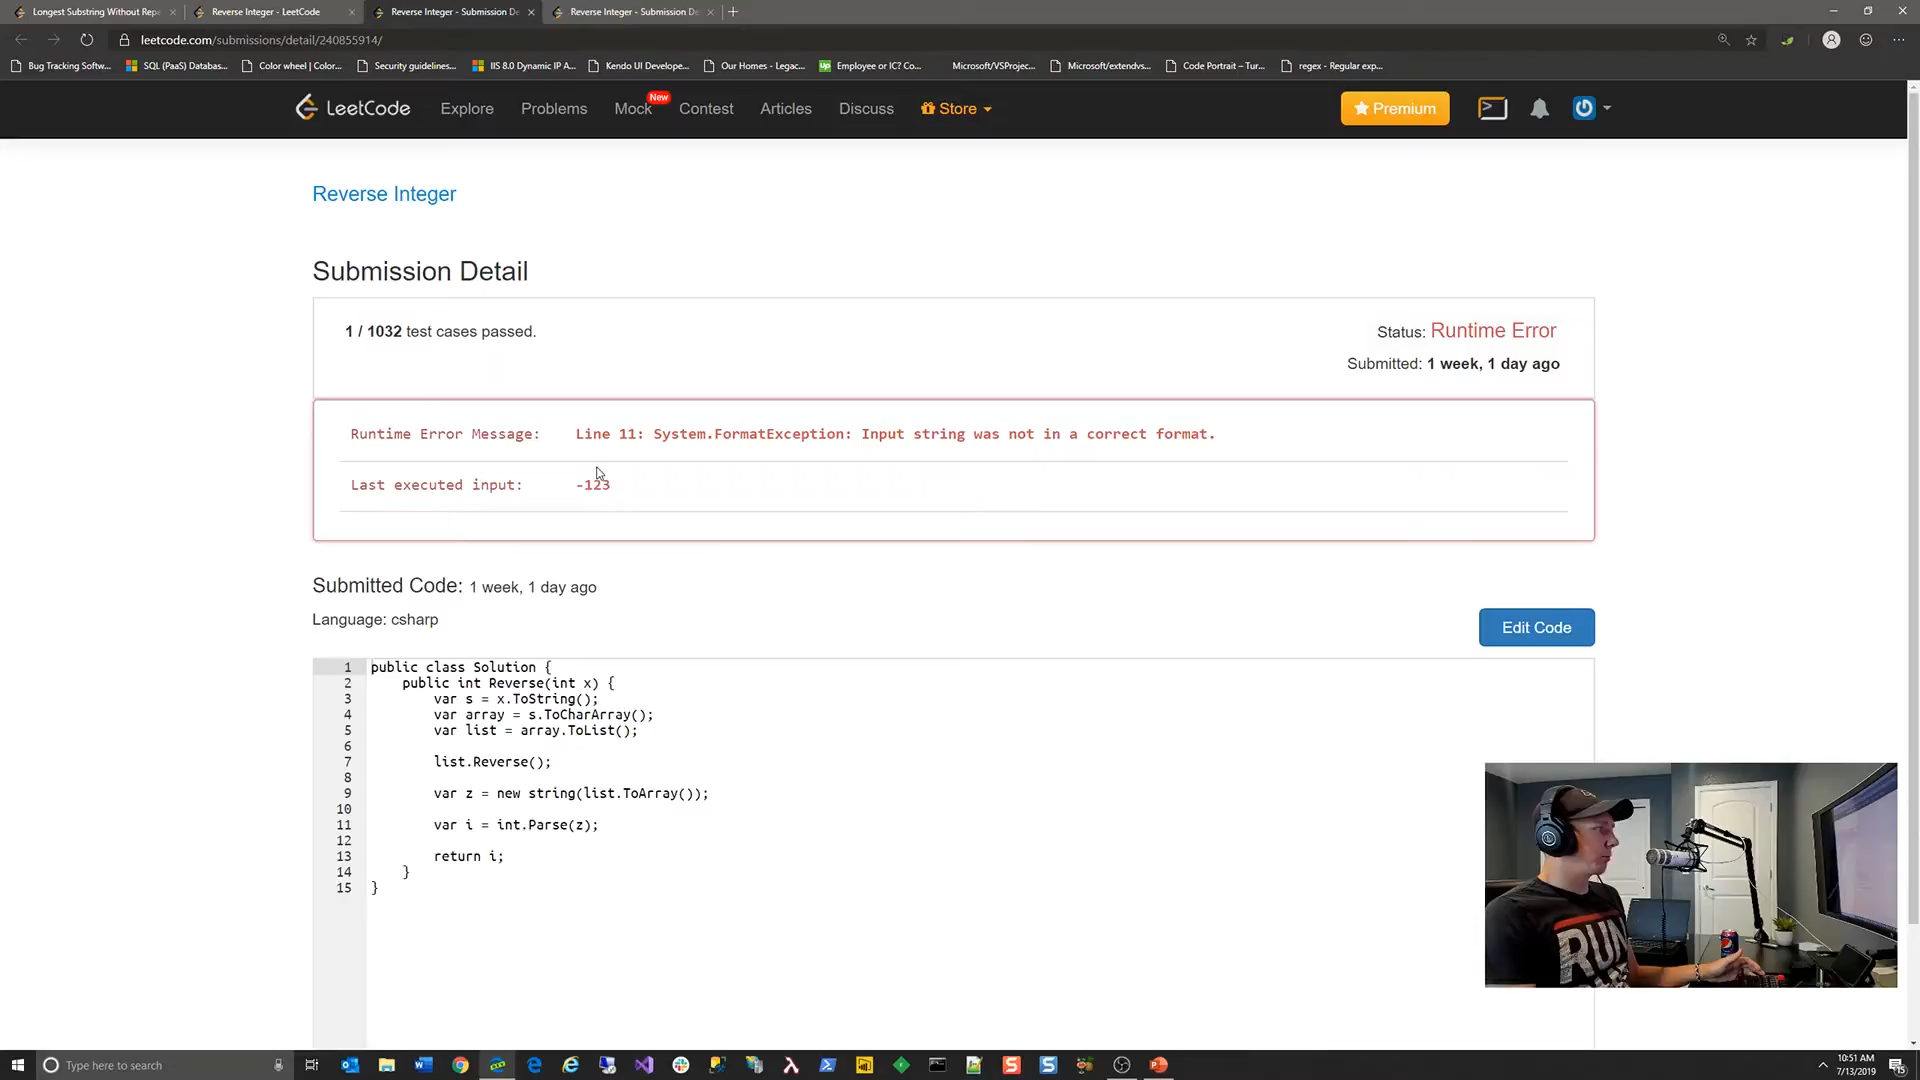 Longest Substring Without Repe
Reverse Integer - LeetCode
Reverse Integer - Submission De
Reverse Integer - Submission De
leetcode.com/submissions/detail/240855914/
Bug Tracking Softw...
SQL (PaaS) Databas...
Color wheel | Color...
Security guidelines...
IIS 8.0 Dynamic IP A...
Kendo UI Develope...
Our Homes - Legac...
up Employee or IC? Co...
Microsoft/VSProjec...
Microsoft/extendvs...
Code Portrait – Tur...
regex - Regular exp...
LeetCode
Explore
Problems
Mock
New
Contest
Articles
Discuss
Store
Premium
Reverse Integer
Submission Detail
1 / 1032 test cases passed.
Status: Runtime Error
Submitted: 1 week, 1 day ago
Runtime Error Message: Line 11: System.FormatException: Input string was not in a correct format.
Last executed input: -123
Submitted Code: 1 week, 1 day ago
Language: csharp
Edit Code
1 public class Solution {
2 public int Reverse(int x) {
3 var s = x.ToString();
4 var array = s.ToCharArray();
5 var list = array.ToList();
6
7 list.Reverse();
8
9 var z = new string(list.ToArray());
10
11 var i = int.Parse(z);
12
13 return i;
14 }
15 }
RUN
Type here to search
10:51 AM
7/13/2019
15